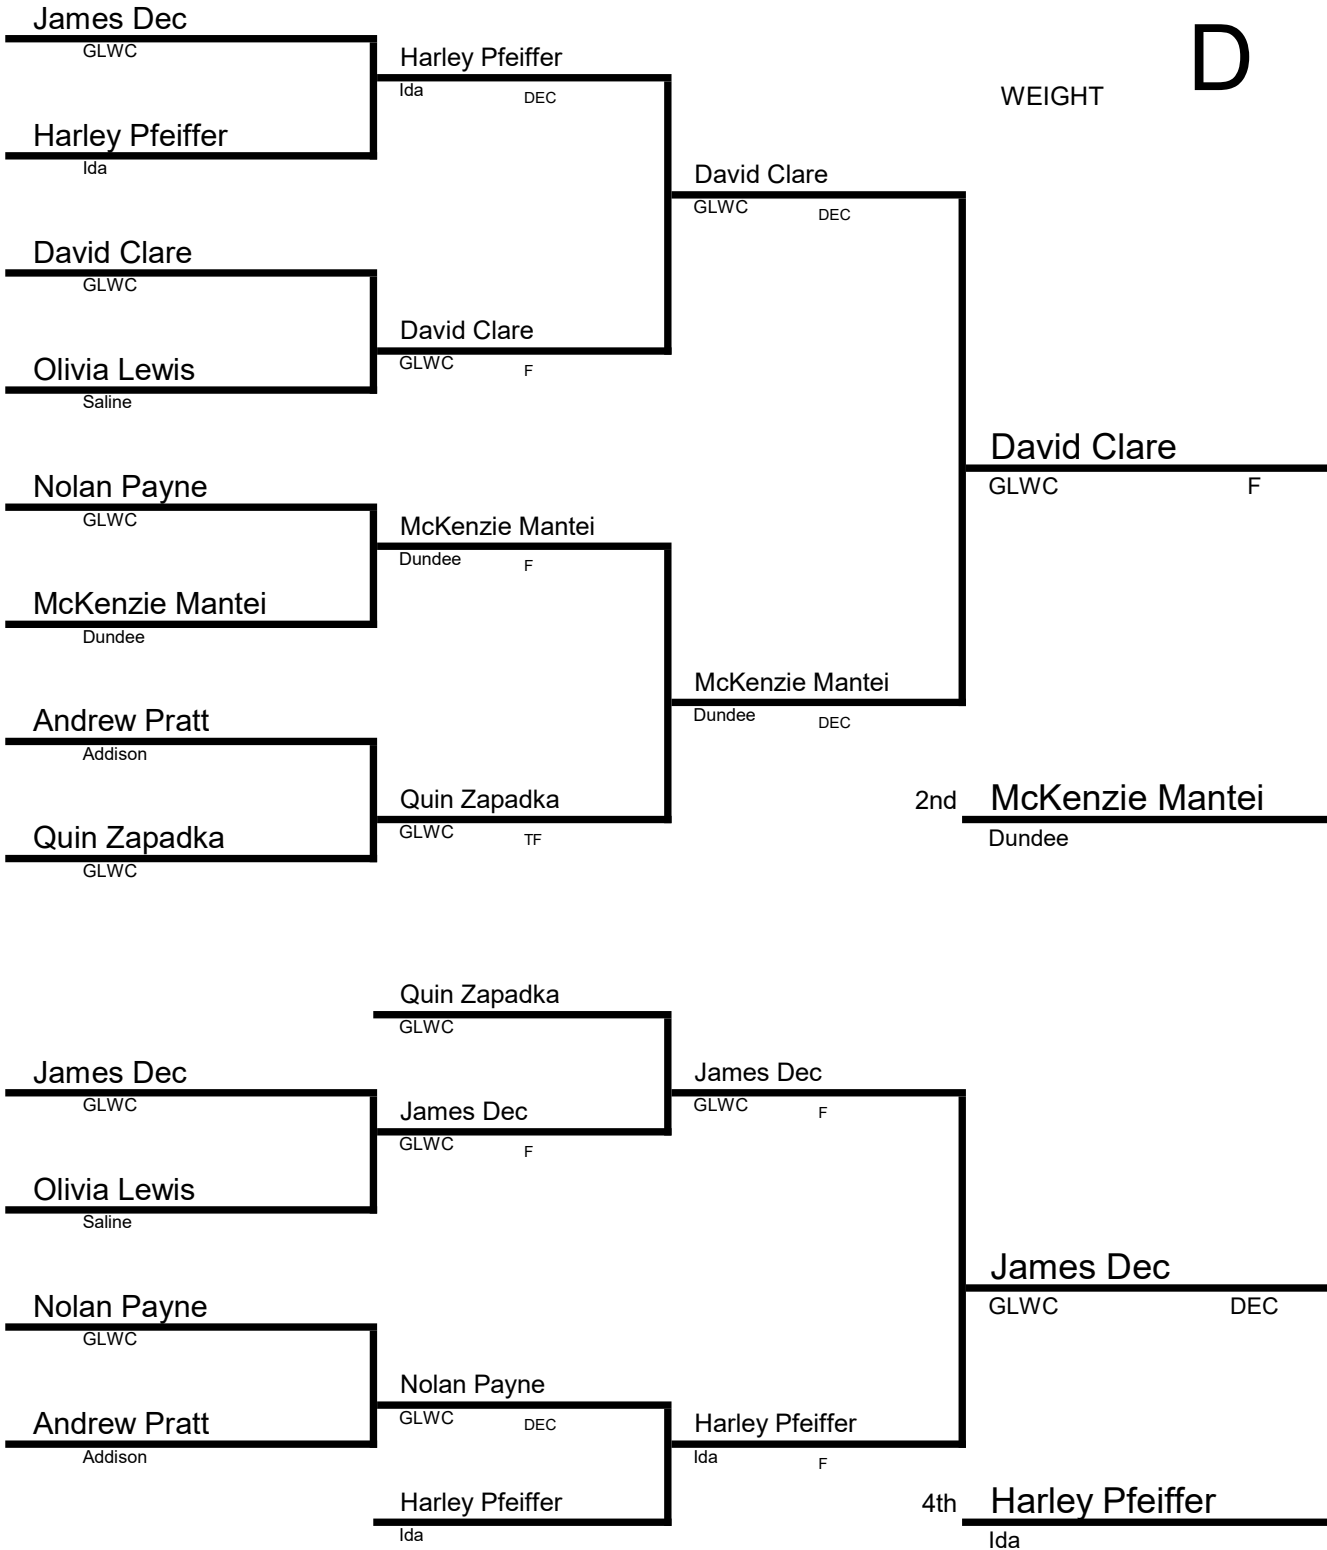 James Dec
GLWC
Harley Pfeiffer
Ida
DEC
D
WEIGHT
Harley Pfeiffer
Ida
David Clare
GLWC
DEC
David Clare
GLWC
David Clare
GLWC
F
Olivia Lewis
Saline
David Clare
GLWC
F
Nolan Payne
GLWC
McKenzie Mantei
Dundee
F
McKenzie Mantei
Dundee
McKenzie Mantei
Dundee
DEC
Andrew Pratt
Addison
Quin Zapadka
GLWC
TF
2nd
McKenzie Mantei
Dundee
Quin Zapadka
GLWC
Quin Zapadka
GLWC
James Dec
GLWC
James Dec
GLWC
F
James Dec
GLWC
F
Olivia Lewis
Saline
James Dec
GLWC
DEC
Nolan Payne
GLWC
Nolan Payne
GLWC
DEC
Andrew Pratt
Addison
Harley Pfeiffer
Ida
F
Harley Pfeiffer
Ida
4th
Harley Pfeiffer
Ida